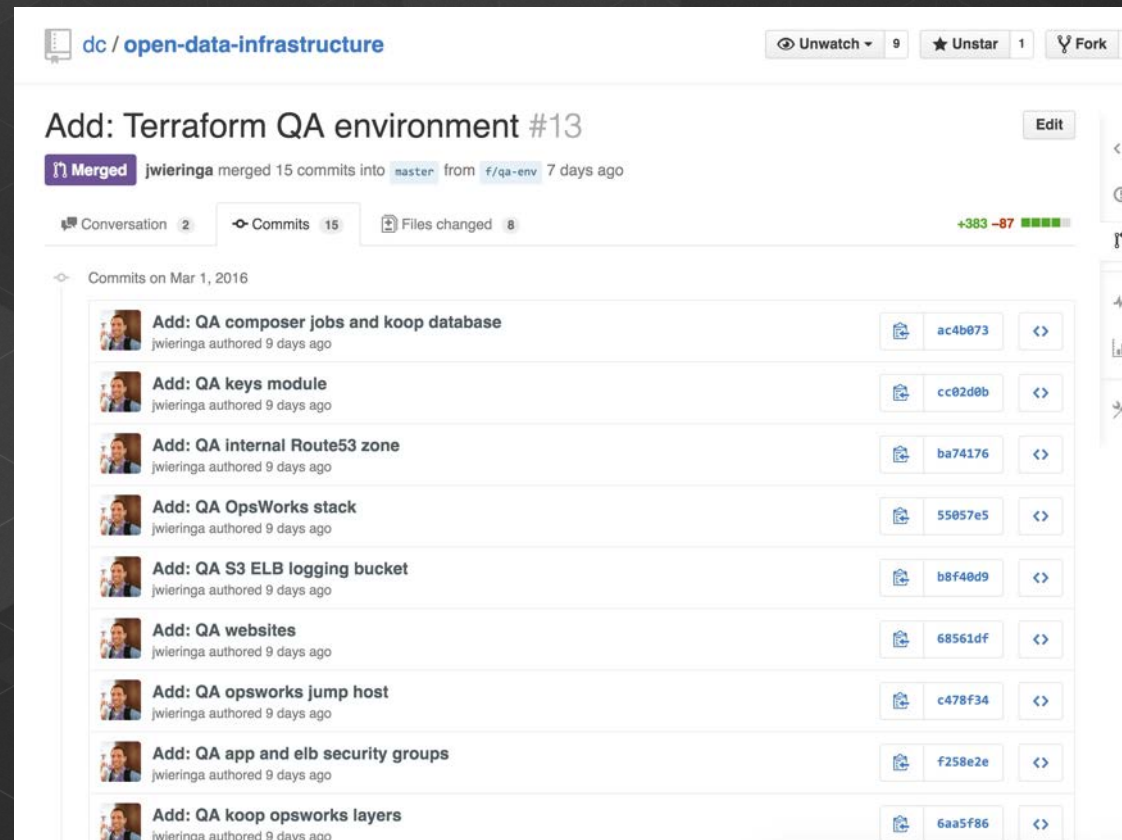 dc / open-data-infrastructure
Unwatch 9 Unstar 1 Fork
Add: Terraform QA environment #13
Edit
Merged jwieringa merged 15 commits into master from f/qa-env 7 days ago
Conversation 2 Commits 15 Files changed 8 +383 −87
Commits on Mar 1, 2016
Add: QA composer jobs and koop database
jwieringa authored 9 days ago
ac4b073
Add: QA keys module
jwieringa authored 9 days ago
cc02d0b
Add: QA internal Route53 zone
jwieringa authored 9 days ago
ba74176
Add: QA OpsWorks stack
jwieringa authored 9 days ago
55057e5
Add: QA S3 ELB logging bucket
jwieringa authored 9 days ago
b8f40d9
Add: QA websites
jwieringa authored 9 days ago
68561df
Add: QA opsworks jump host
jwieringa authored 9 days ago
c478f34
Add: QA app and elb security groups
jwieringa authored 9 days ago
f258e2e
Add: QA koop opsworks layers
jwieringa authored 9 days ago
6aa5f86